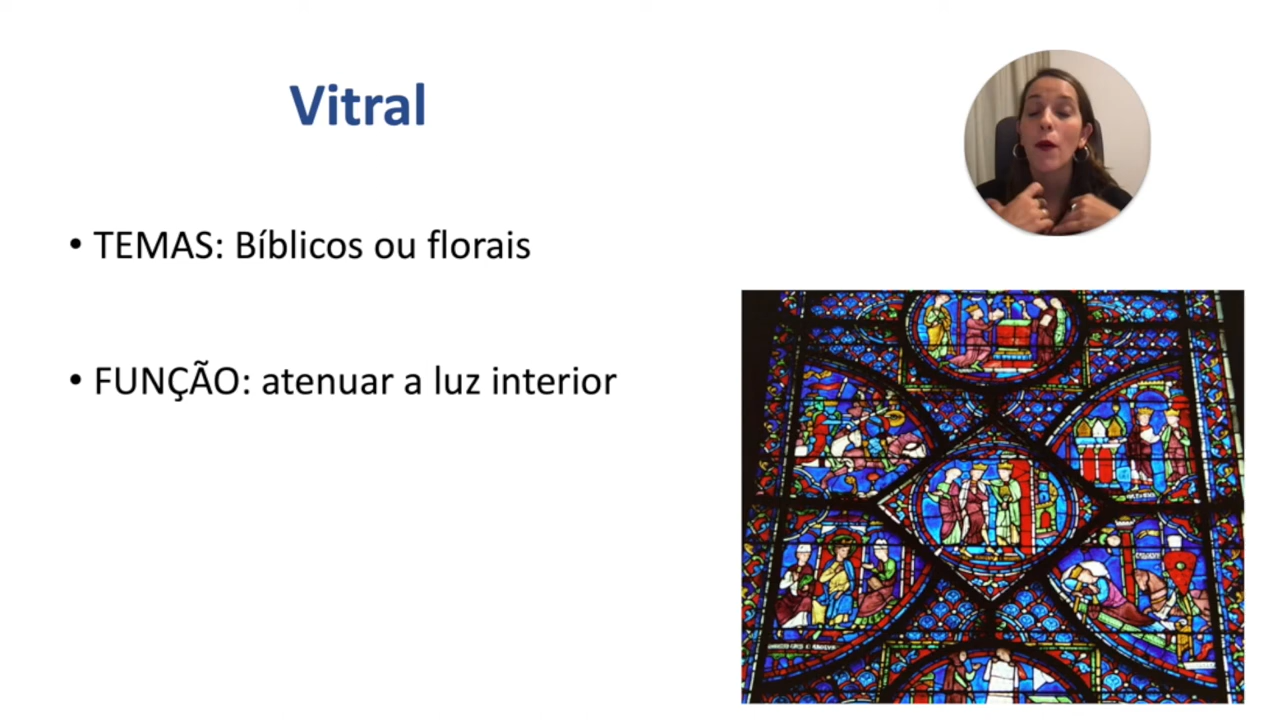 Vitral
• TEMAS: Bíblicos ou florais
• FUNÇÃO: atenuar a luz interior